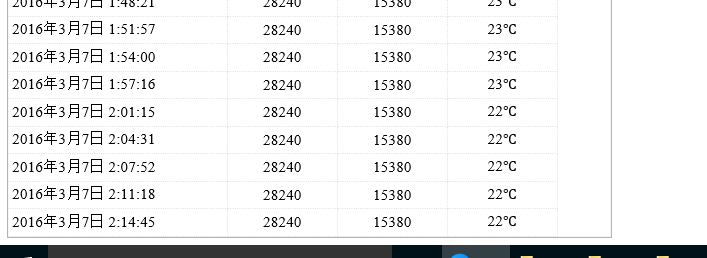 2016年3月7日 1:48:21 28240 15380 23℃
2016年3月7日 1:51:57 28240 15380 23℃
2016年3月7日 1:54:00 28240 15380 23℃
2016年3月7日 1:57:16 28240 15380 23℃
2016年3月7日 2:01:15 28240 15380 22℃
2016年3月7日 2:04:31 28240 15380 22℃
2016年3月7日 2:07:52 28240 15380 22℃
2016年3月7日 2:11:18 28240 15380 22℃
2016年3月7日 2:14:45 28240 15380 22℃